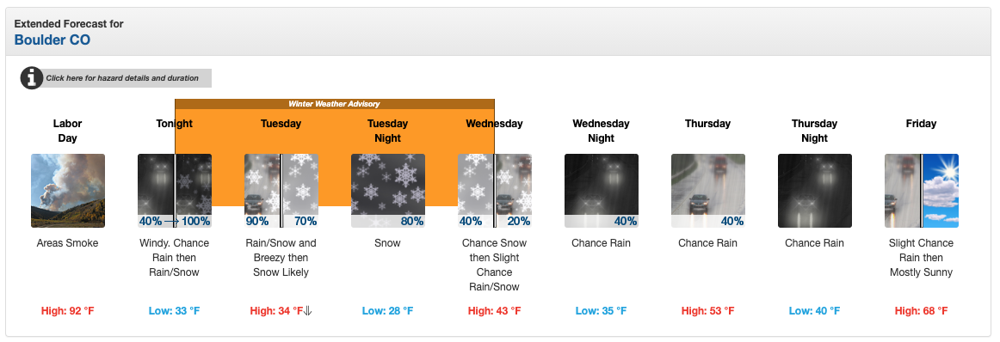 Extended Forecast for
Boulder CO
Click here for hazard details and duration
Winter Weather Advisory
Labor
Day
Areas Smoke
High: 92 °F
Tonight
40% → 100%
Windy. Chance
Rain then
Rain/Snow
Low: 33 °F
Tuesday
90% 70%
Rain/Snow and
Breezy then
Snow Likely
High: 34 °F⇓
Tuesday
Night
80%
Snow
Low: 28 °F
Wednesday
40% 20%
Chance Snow
then Slight
Chance
Rain/Snow
High: 43 °F
Wednesday
Night
40%
Chance Rain
Low: 35 °F
Thursday
40%
Chance Rain
High: 53 °F
Thursday
Night
Chance Rain
Low: 40 °F
Friday
Slight Chance
Rain then
Mostly Sunny
High: 68 °F